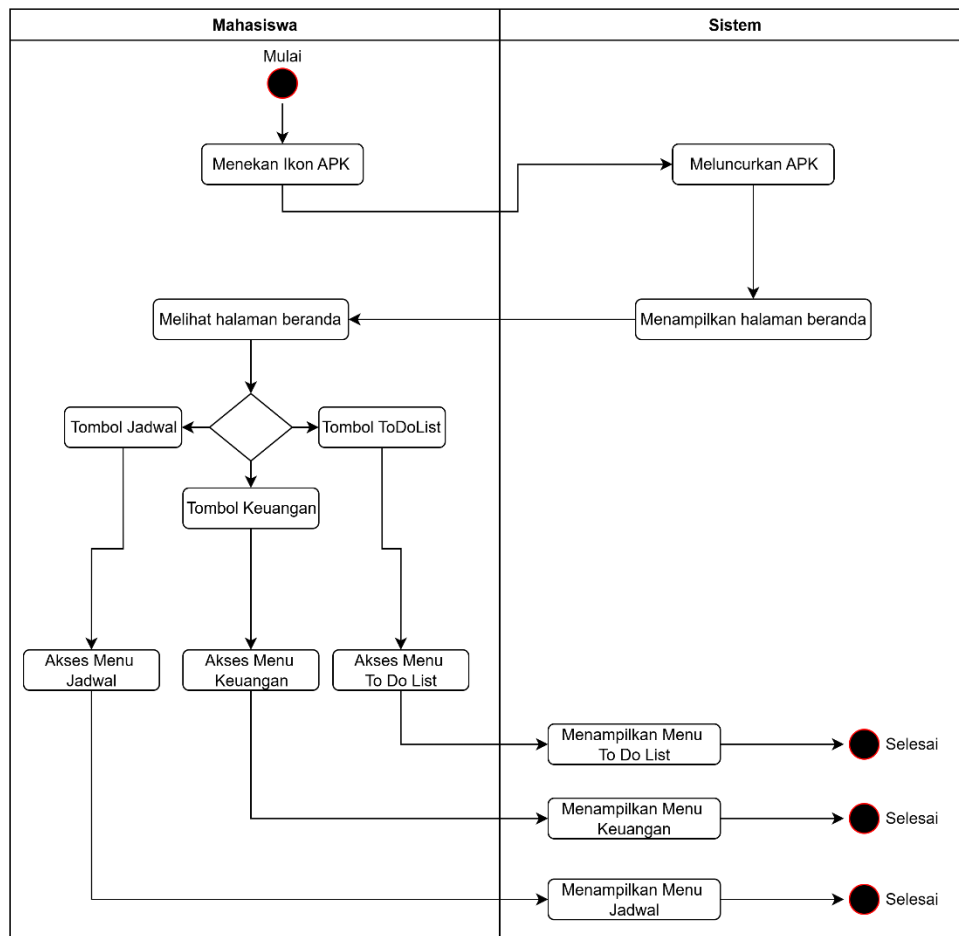 Mahasiswa
Sistem
Mulai
Menekan Ikon APK
Meluncurkan APK
Melihat halaman beranda
Menampilkan halaman beranda
Tombol Jadwal
Tombol ToDoList
Tombol Keuangan
Akses Menu
Jadwal
Akses Menu
Keuangan
Akses Menu
To Do List
Menampilkan Menu
To Do List
Selesai
Menampilkan Menu
Keuangan
Selesai
Menampilkan Menu
Jadwal
Selesai